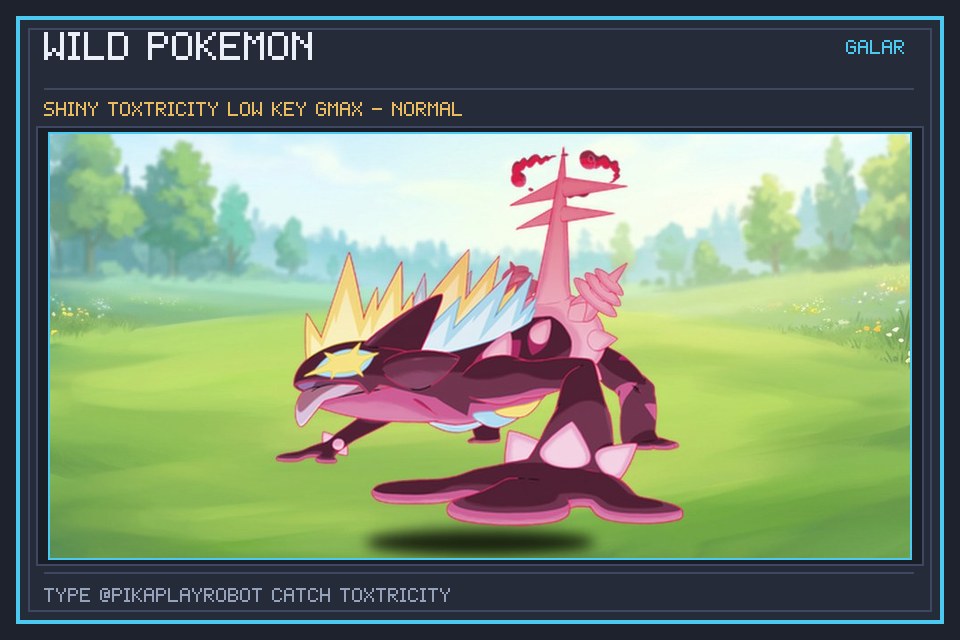 WILD POKEMON
GALAR
SHINY TOXTRICITY LOW KEY GMAX - NORMAL
TYPE @PIKAPLAYROBOT CATCH TOXTRICITY